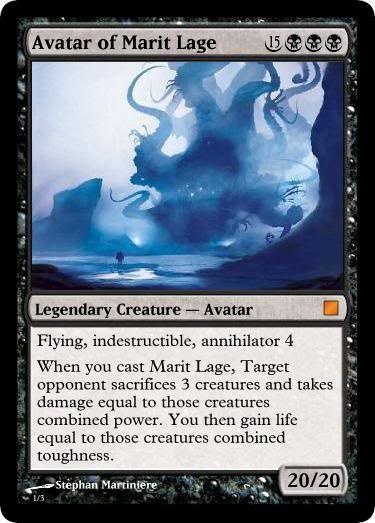 Avatar of Marit Lage 15
Legendary Creature — Avatar
Flying, indestructible, annihilator 4
When you cast Marit Lage, Target
opponent sacrifices 3 creatures and takes
damage equal to those creatures
combined power. You then gain life
equal to those creatures combined
toughness.
20/20
Stephan Martiniere
1/3